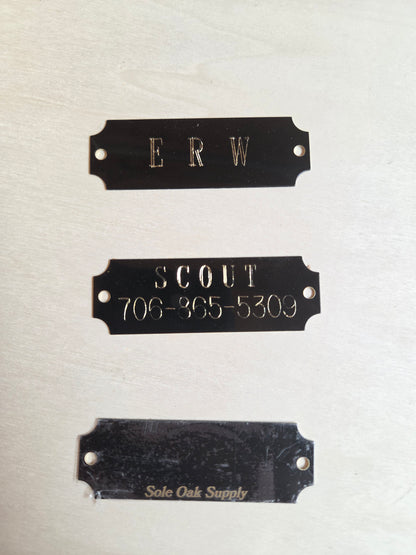 E R W
SCOUT
706-865-5309
Sole Oak Supply